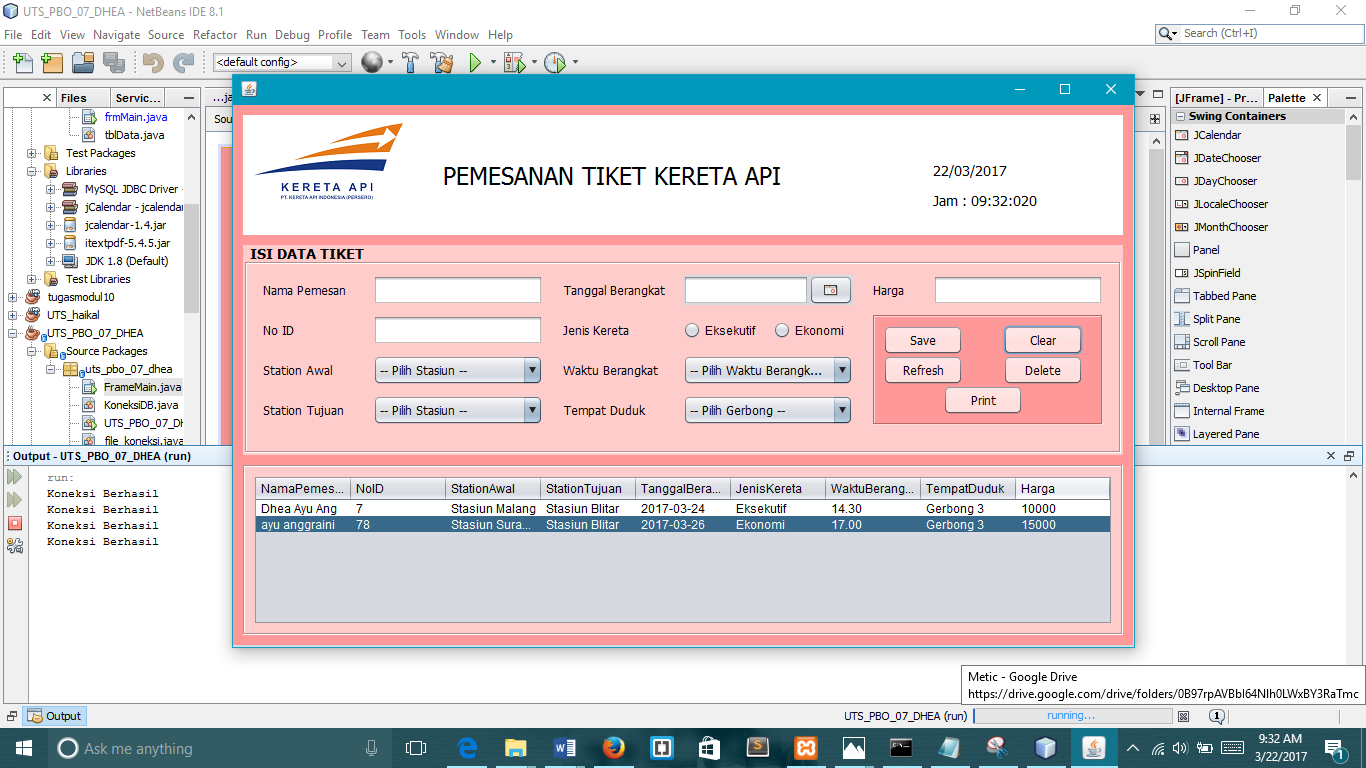 UTS_PBO_07_DHEA - NetBeans IDE 8.1
File Edit View Navigate Source Refactor Run Debug Profile Team Tools Window Help
Search (Ctrl+I)
<default config>
Files
Servic...
...ja
Sou
frmMain.java
tblData.java
Test Packages
Libraries
MySQL JDBC Driver -
jCalendar - jcalendar
jcalendar-1.4.jar
itextpdf-5.4.5.jar
JDK 1.8 (Default)
Test Libraries
tugasmodul10
UTS_haikal
UTS_PBO_07_DHEA
Source Packages
uts_pbo_07_dhea
FrameMain.java
KoneksiDB.java
UTS_PBO_07_DH
file_koneksi.java
KERETA API
PT. KERETA API INDONESIA (PERSERO)
PEMESANAN TIKET KERETA API
22/03/2017
Jam : 09:32:020
ISI DATA TIKET
Nama Pemesan
Tanggal Berangkat
Harga
No ID
Jenis Kereta
Eksekutif
Ekonomi
Station Awal
-- Pilih Stasiun --
Waktu Berangkat
-- Pilih Waktu Berangk...
Station Tujuan
-- Pilih Stasiun --
Tempat Duduk
-- Pilih Gerbong --
Save
Clear
Refresh
Delete
Print
NamaPemes... NoID StationAwal StationTujuan TanggalBera... JenisKereta WaktuBerang... TempatDuduk Harga
Dhea Ayu Ang 7 Stasiun Malang Stasiun Blitar 2017-03-24 Eksekutif 14.30 Gerbong 3 10000
ayu anggraini 78 Stasiun Sura... Stasiun Blitar 2017-03-26 Ekonomi 17.00 Gerbong 3 15000
[JFrame] - Pr...
Palette
Swing Containers
JCalendar
JDateChooser
JDayChooser
JLocaleChooser
JMonthChooser
Panel
JSpinField
Tabbed Pane
Split Pane
Scroll Pane
Tool Bar
Desktop Pane
Internal Frame
Layered Pane
Output - UTS_PBO_07_DHEA (run)
run:
Koneksi Berhasil
Koneksi Berhasil
Koneksi Berhasil
Koneksi Berhasil
Metic - Google Drive
https://drive.google.com/drive/folders/0B97rpAVBbI64NIh0LWxBY3RaTmc
Output
UTS_PBO_07_DHEA (run)
running...
1
Ask me anything
9:32 AM
3/22/2017
1